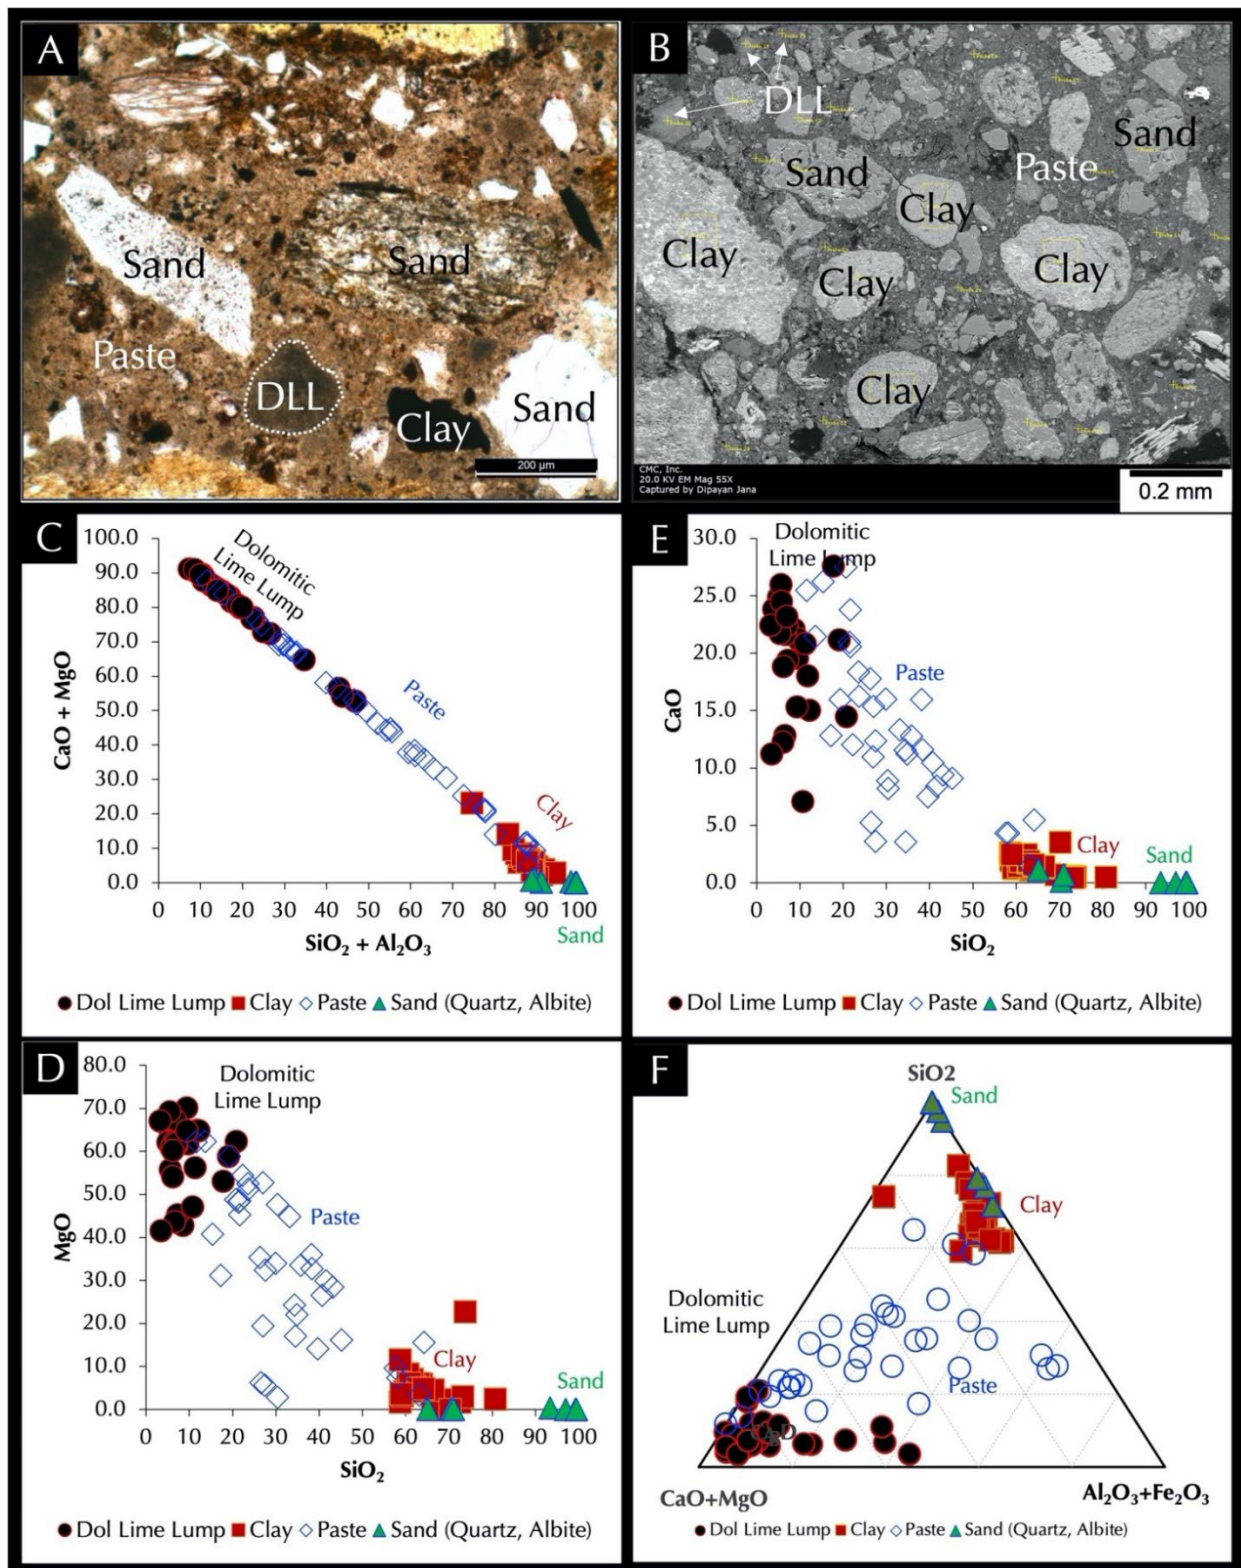 A
Sand
Sand
Paste
DLL
Clay
Sand
200 µm
B
DLL
Sand
Sand
Paste
Clay
Clay
Clay
Clay
Clay
CMC, Inc.
20.0 KV EM Mag 55X
Captured by Dipayan Jana
0.2 mm
C
100.0
90.0
80.0
70.0
60.0
50.0
40.0
30.0
20.0
10.0
0.0
CaO + MgO
Dolomitic
Lime Lump
Paste
Clay
Sand
0 10 20 30 40 50 60 70 80 90 100
SiO₂ + Al₂O₃
Dol Lime Lump Clay Paste Sand (Quartz, Albite)
E
30.0
25.0
20.0
15.0
10.0
5.0
0.0
CaO
Dolomitic
Lime Lump
Paste
Clay
Sand
0 10 20 30 40 50 60 70 80 90 100
SiO₂
Dol Lime Lump Clay Paste Sand (Quartz, Albite)
D
80.0
70.0
60.0
50.0
40.0
30.0
20.0
10.0
0.0
MgO
Dolomitic
Lime Lump
Paste
Clay
Sand
0 10 20 30 40 50 60 70 80 90 100
SiO₂
Dol Lime Lump Clay Paste Sand (Quartz, Albite)
F
SiO2
Sand
Clay
Dolomitic
Lime Lump
Paste
CaO+MgO
Al₂O₃+Fe₂O₃
Dol Lime Lump Clay Paste Sand (Quartz, Albite)